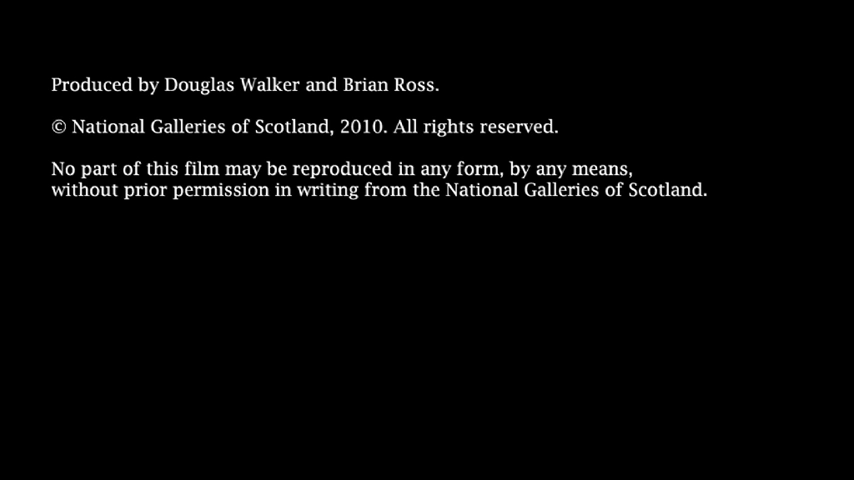 Produced by Douglas Walker and Brian Ross.
© National Galleries of Scotland, 2010. All rights reserved.
No part of this film may be reproduced in any form, by any means,
without prior permission in writing from the National Galleries of Scotland.